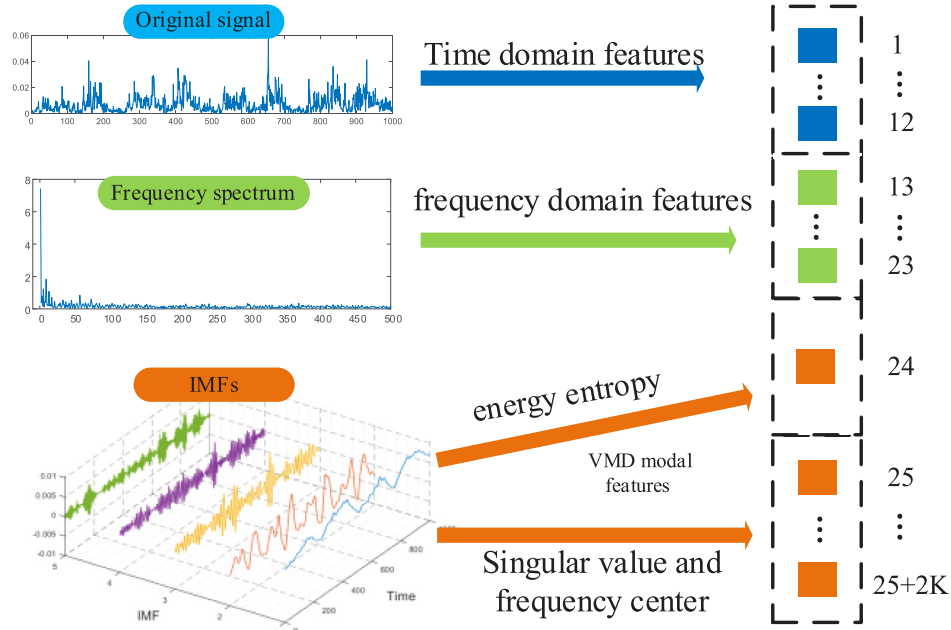 Original signal
0.06
0.04
0.02
0
0 100 200 300 400 500 600 700 800 900 1000
Time domain features
1
12
Frequency spectrum
8
6
4
2
0
0 50 100 150 200 250 300 350 400 450 500
frequency domain features
13
23
IMFs
0.01
0.005
0
-0.005
-0.01
5
4
3
2
IMF
200
400
600
800
Time
energy entropy
24
VMD modal
features
25
Singular value and
frequency center
25+2K